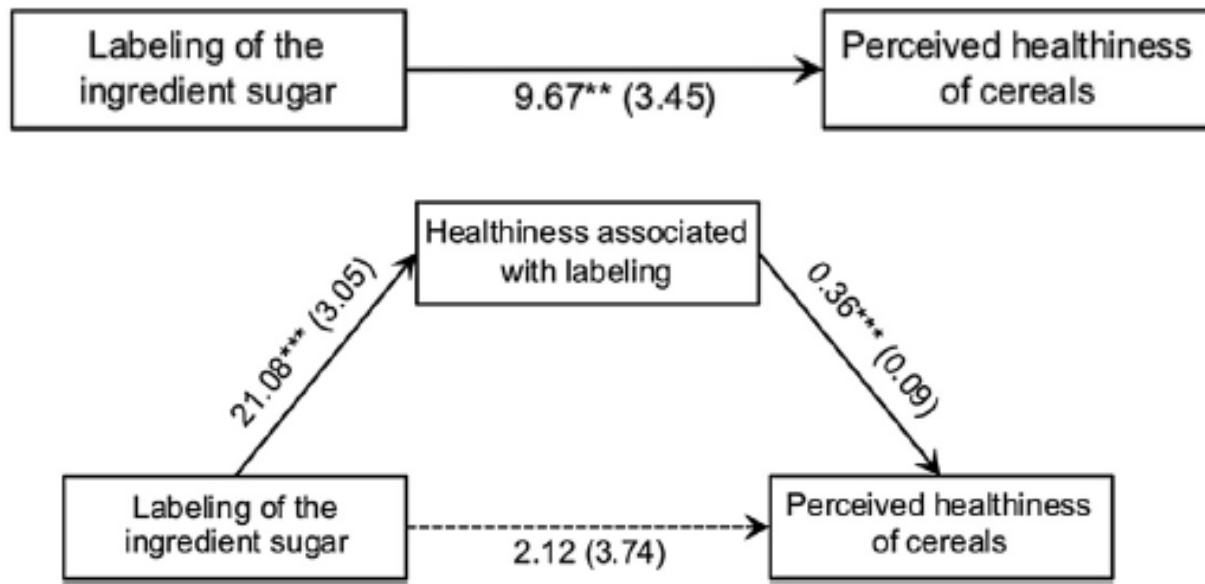 Labeling of the
ingredient sugar
9.67** (3.45)
Perceived healthiness
of cereals
Healthiness associated
with labeling
21.08*** (3.05)
0.36*** (0.09)
Labeling of the
ingredient sugar
2.12 (3.74)
Perceived healthiness
of cereals